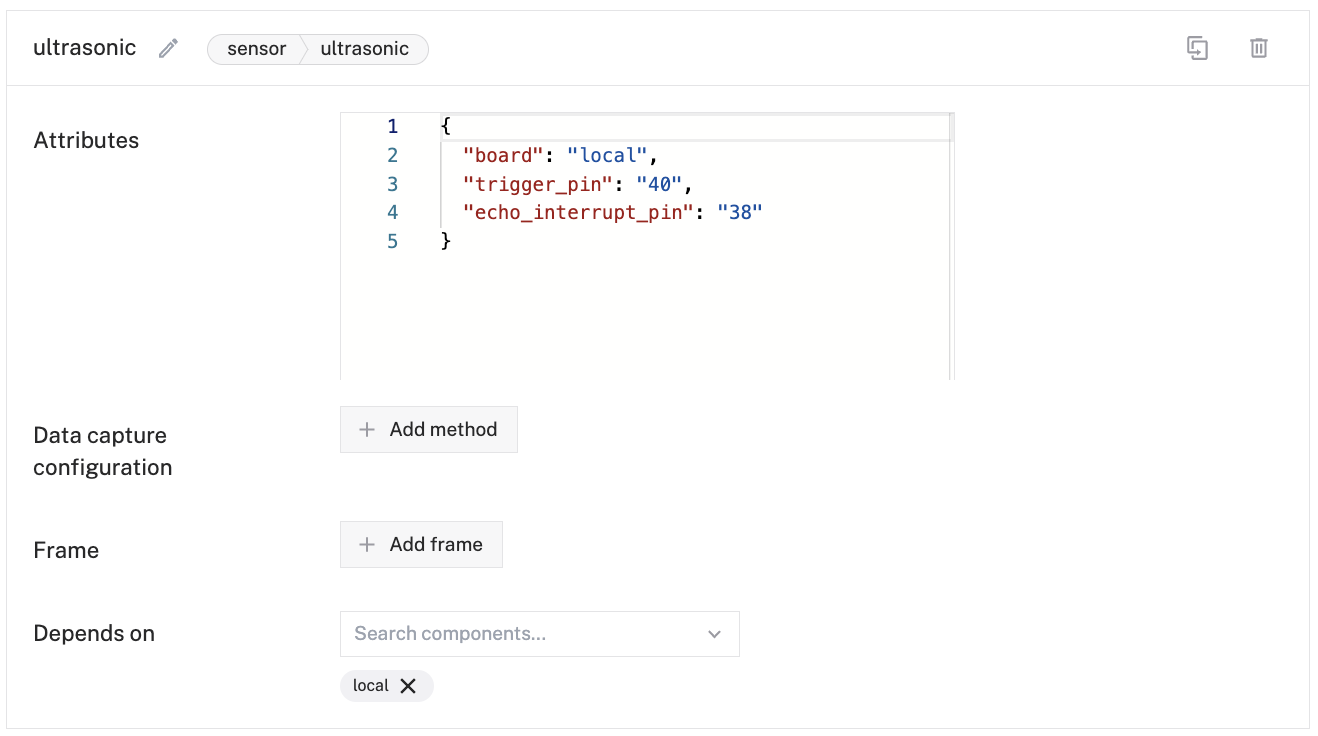 ultrasonic sensor ultrasonic
Attributes
1 {
2 "board": "local",
3 "trigger_pin": "40",
4 "echo_interrupt_pin": "38"
5 }
Data capture
configuration
Add method
Frame
Add frame
Depends on
Search components...
local